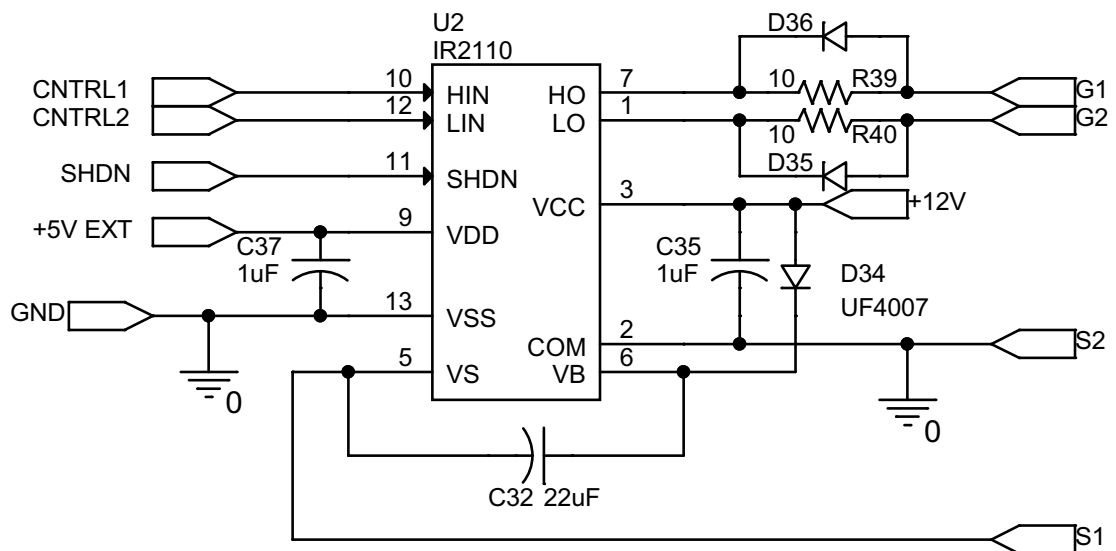 U2
IR2110
D36
CNTRL1
10
HIN
HO
7
10
R39
G1
CNTRL2
12
LIN
LO
1
10
R40
G2
D35
SHDN
11
SHDN
VCC
3
+12V
+5V EXT
9
VDD
C37
1uF
C35
1uF
D34
UF4007
GND
13
VSS
COM
2
S2
5
VS
VB
6
0
0
C32 22uF
S1